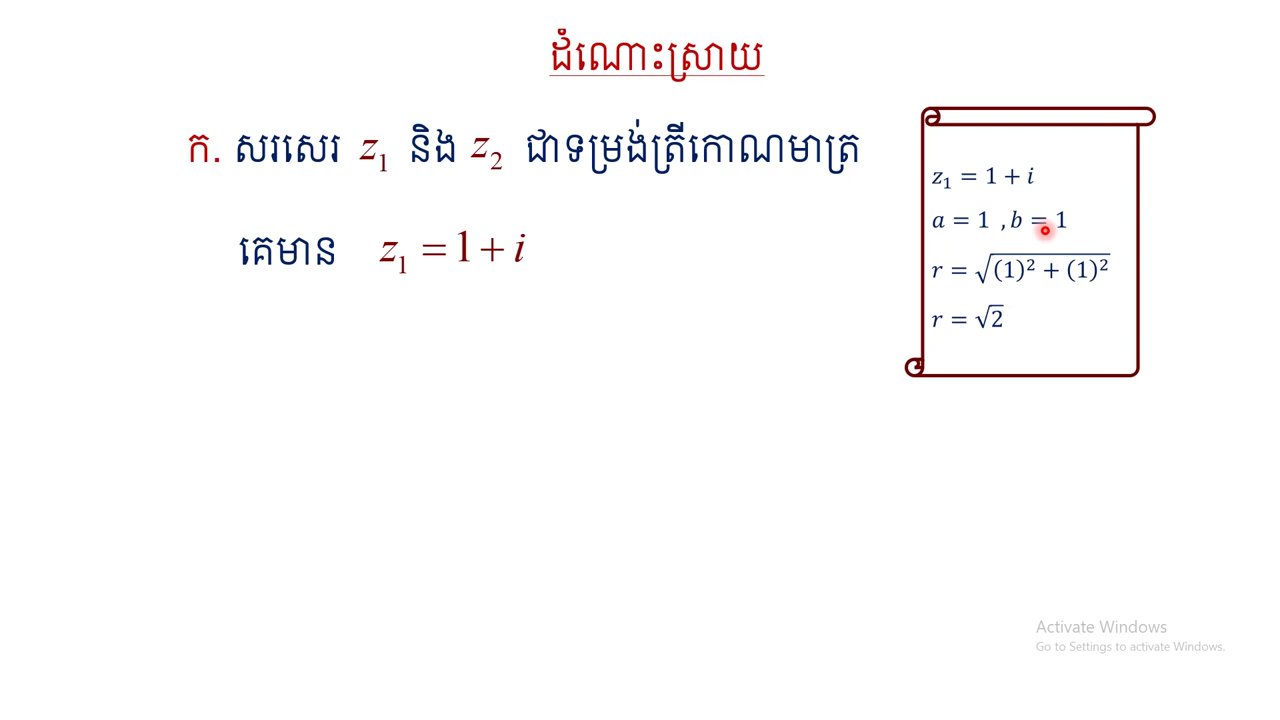 ដំណោះស្រាយ
ក. សរសេរ z₁ និង z₂ ជាទម្រង់ត្រីកោណមាត្រ
គេមាន z₁ = 1 + i
z₁ = 1 + i
a = 1 , b = 1
r = √((1)² + (1)²)
r = √2
Activate Windows
Go to Settings to activate Windows.